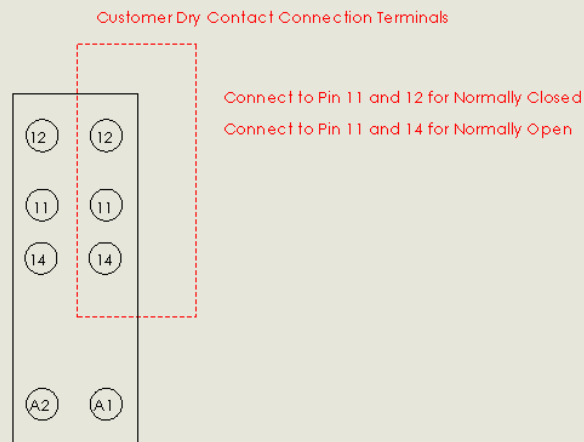 Customer Dry Contact Connection Terminals
Connect to Pin 11 and 12 for Normally Closed
Connect to Pin 11 and 14 for Normally Open
12 12
11 11
14 14
A2 A1